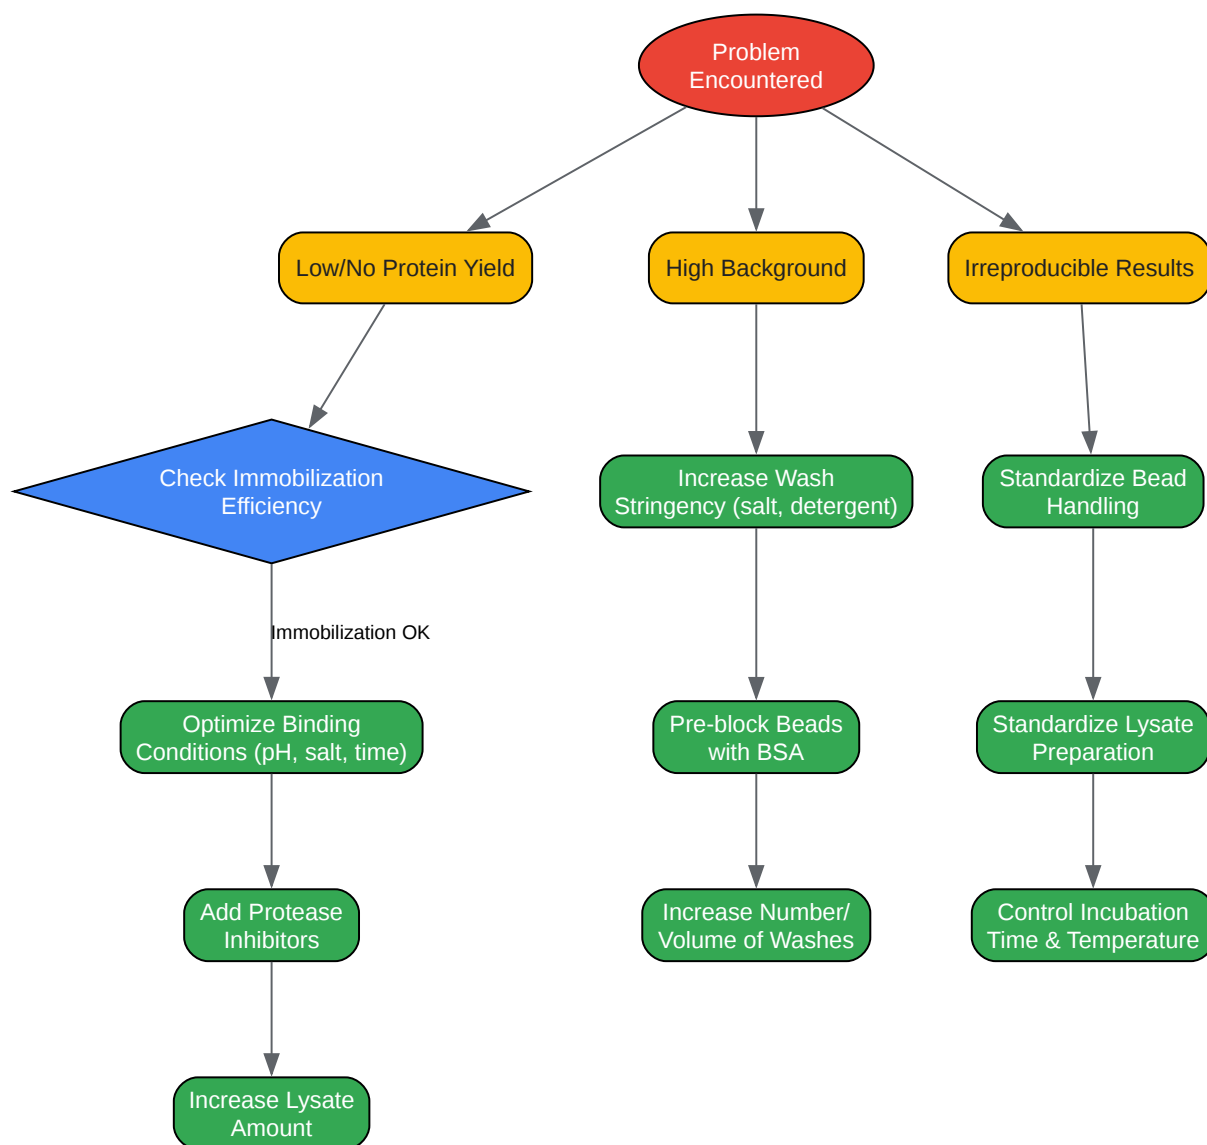 Problem
Encountered
Low/No Protein Yield
High Background
Irreproducible Results
Check Immobilization
Efficiency
Increase Wash
Stringency (salt, detergent)
Standardize Bead
Handling
Immobilization OK
Optimize Binding
Conditions (pH, salt, time)
Pre-block Beads
with BSA
Standardize Lysate
Preparation
Add Protease
Inhibitors
Increase Number/
Volume of Washes
Control Incubation
Time & Temperature
Increase Lysate
Amount